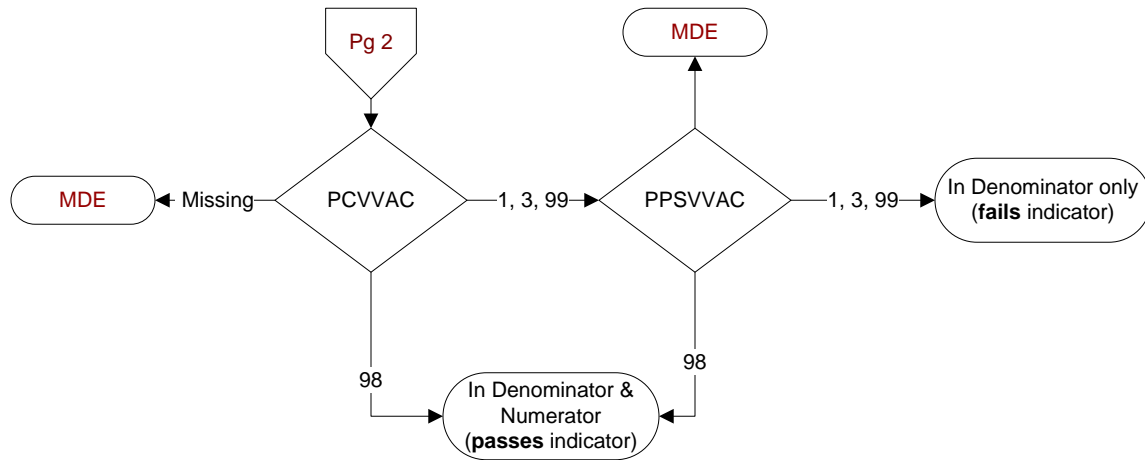 Pg 2
MDE
MDE
Missing
PCVVAC
1, 3, 99
PPSVVAC
1, 3, 99
In Denominator only
(fails indicator)
98
98
In Denominator &
Numerator
(passes indicator)